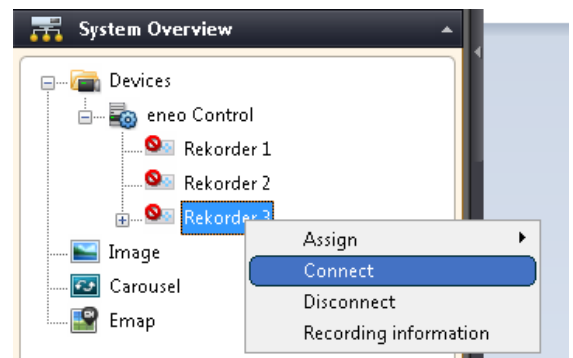 System Overview
Devices
eneo Control
Rekorder 1
Rekorder 2
Rekorder 3
Image
Carousel
Emap
Assign
Connect
Disconnect
Recording information